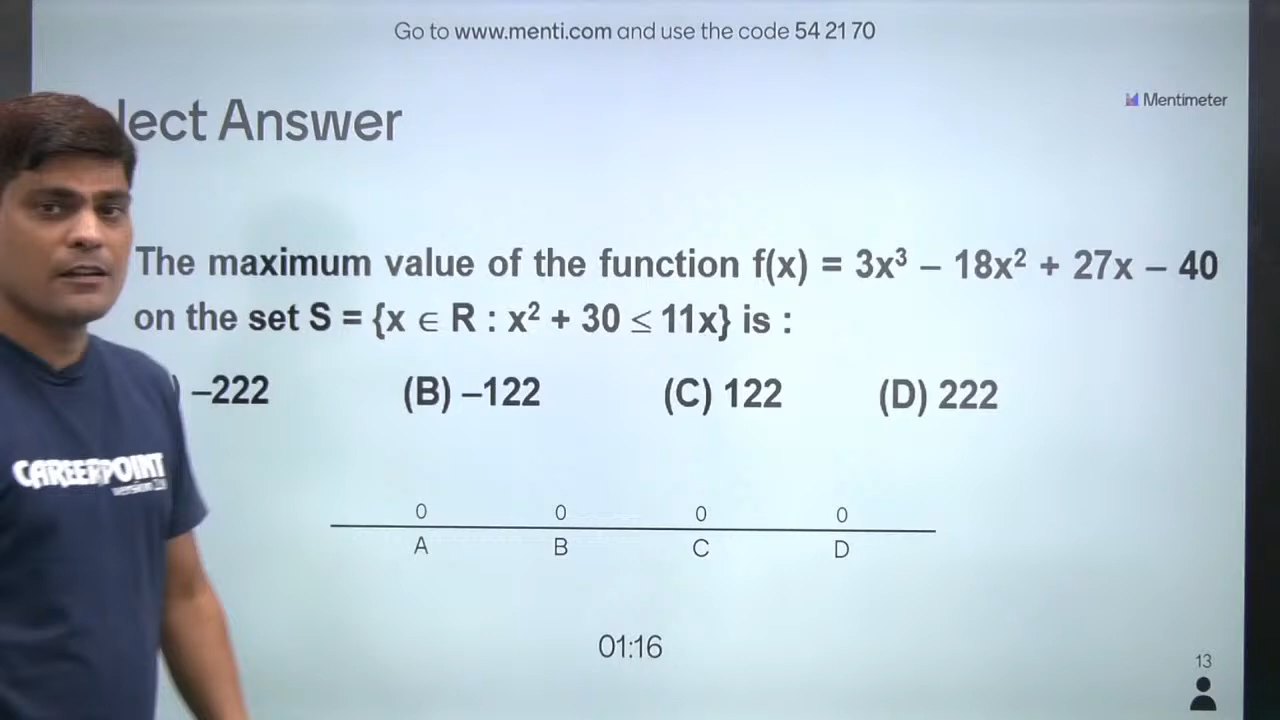 Go to www.menti.com and use the code 54 21 70
Mentimeter
lect Answer
The maximum value of the function f(x) = 3x³ – 18x² + 27x – 40
on the set S = {x ∈ R : x² + 30 ≤ 11x} is :
) –222 (B) –122 (C) 122 (D) 222
CAREERPOINT
0 0 0 0
A B C D
01:16
13